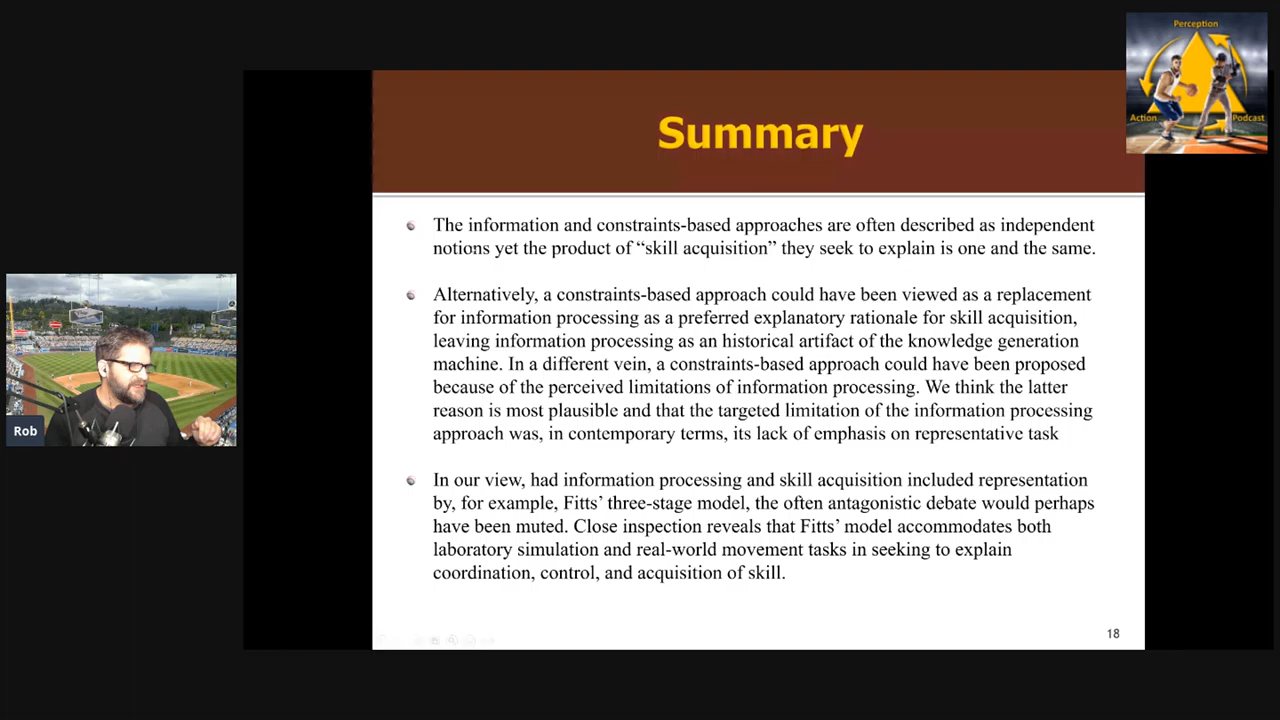 Perception
Action
Podcast
Summary
The information and constraints-based approaches are often described as independent
notions yet the product of “skill acquisition” they seek to explain is one and the same.
Alternatively, a constraints-based approach could have been viewed as a replacement
for information processing as a preferred explanatory rationale for skill acquisition,
leaving information processing as an historical artifact of the knowledge generation
machine. In a different vein, a constraints-based approach could have been proposed
because of the perceived limitations of information processing. We think the latter
reason is most plausible and that the targeted limitation of the information processing
approach was, in contemporary terms, its lack of emphasis on representative task
In our view, had information processing and skill acquisition included representation
by, for example, Fitts’ three-stage model, the often antagonistic debate would perhaps
have been muted. Close inspection reveals that Fitts’ model accommodates both
laboratory simulation and real-world movement tasks in seeking to explain
coordination, control, and acquisition of skill.
18
Rob